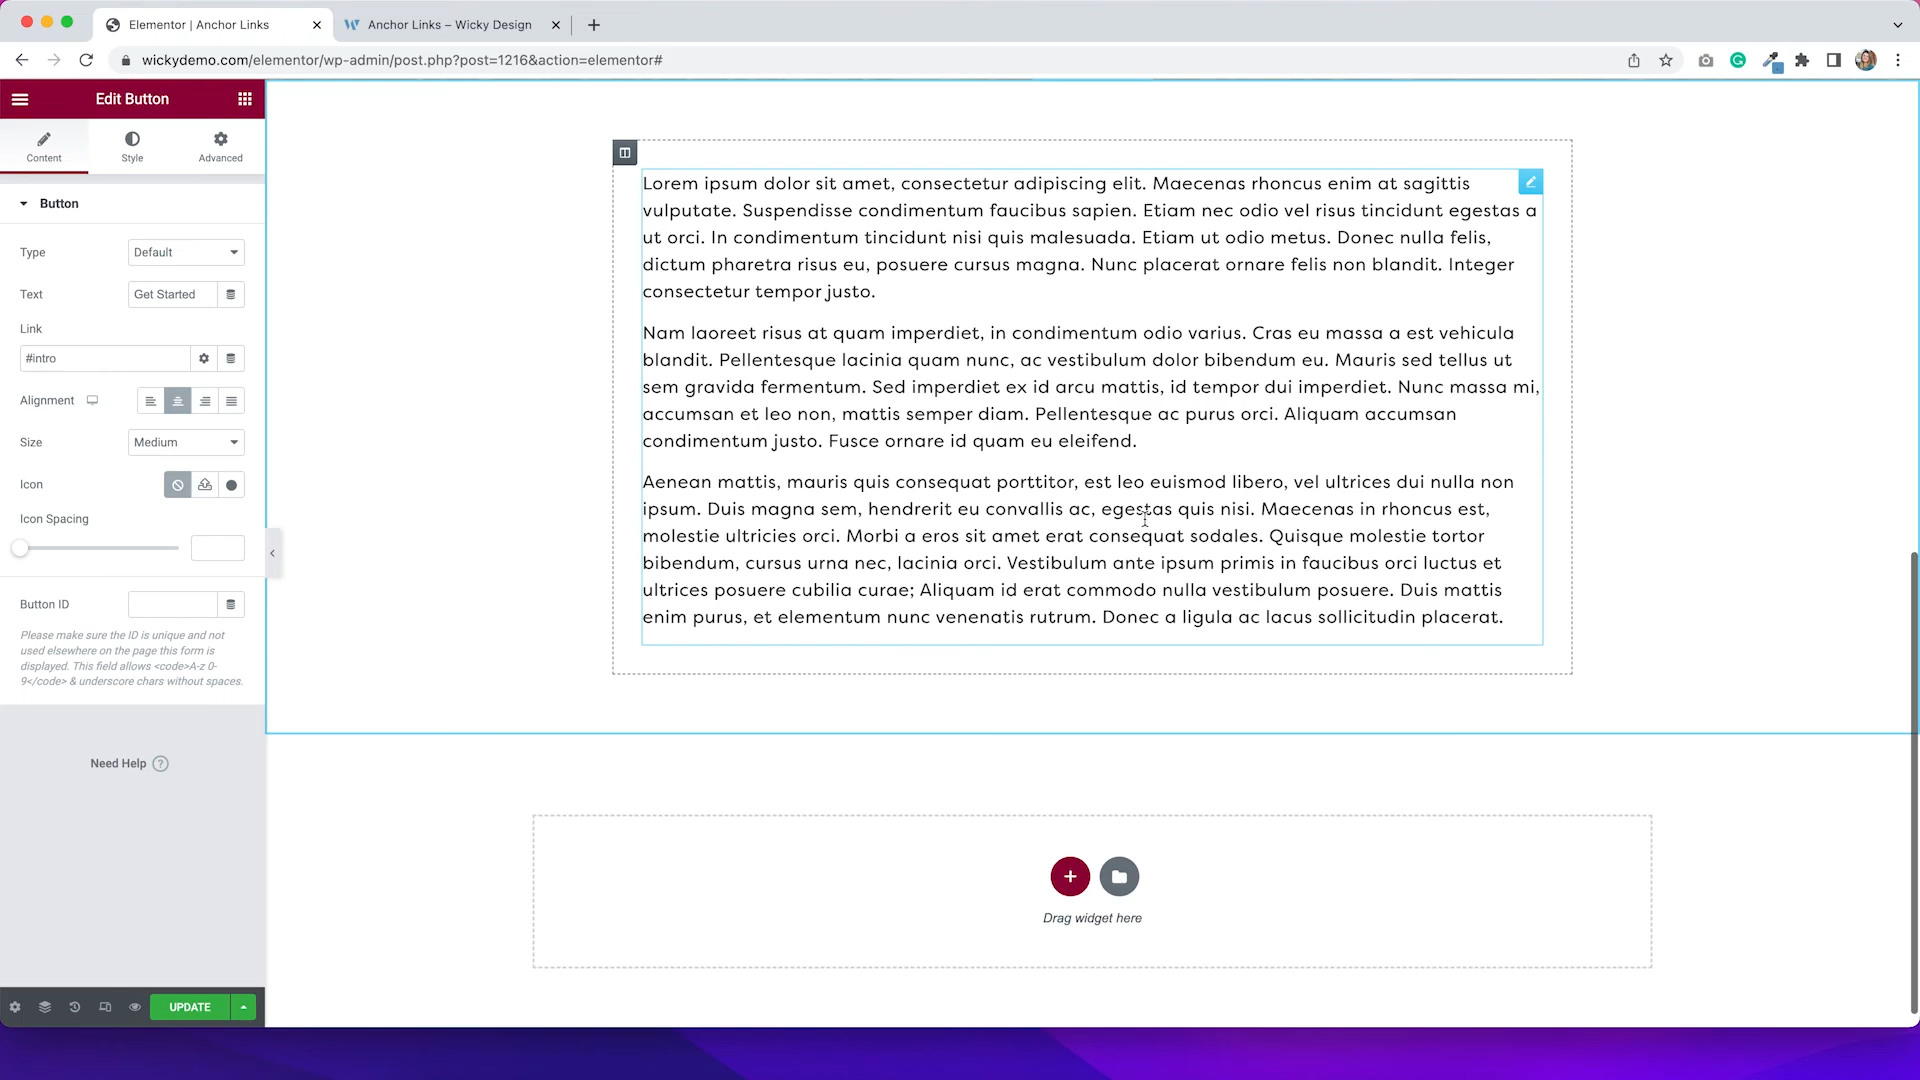 Elementor | Anchor Links
Anchor Links – Wicky Design
wickydemo.com/elementor/wp-admin/post.php?post=1216&action=elementor#
Edit Button
Content
Style
Advanced
Button
Type
Default
Text
Get Started
Link
#intro
Alignment
Size
Medium
Icon
Icon Spacing
Button ID
Please make sure the ID is unique and not
used elsewhere on the page this form is
displayed. This field allows <code>A-z 0-
9</code> & underscore chars without spaces.
Need Help
UPDATE
Lorem ipsum dolor sit amet, consectetur adipiscing elit. Maecenas rhoncus enim at sagittis
vulputate. Suspendisse condimentum faucibus sapien. Etiam nec odio vel risus tincidunt egestas a
ut orci. In condimentum tincidunt nisi quis malesuada. Etiam ut odio metus. Donec nulla felis,
dictum pharetra risus eu, posuere cursus magna. Nunc placerat ornare felis non blandit. Integer
consectetur tempor justo.
Nam laoreet risus at quam imperdiet, in condimentum odio varius. Cras eu massa a est vehicula
blandit. Pellentesque lacinia quam nunc, ac vestibulum dolor bibendum eu. Mauris sed tellus ut
sem gravida fermentum. Sed imperdiet ex id arcu mattis, id tempor dui imperdiet. Nunc massa mi,
accumsan et leo non, mattis semper diam. Pellentesque ac purus orci. Aliquam accumsan
condimentum justo. Fusce ornare id quam eu eleifend.
Aenean mattis, mauris quis consequat porttitor, est leo euismod libero, vel ultrices dui nulla non
ipsum. Duis magna sem, hendrerit eu convallis ac, egestas quis nisi. Maecenas in rhoncus est,
molestie ultricies orci. Morbi a eros sit amet erat consequat sodales. Quisque molestie tortor
bibendum, cursus urna nec, lacinia orci. Vestibulum ante ipsum primis in faucibus orci luctus et
ultrices posuere cubilia curae; Aliquam id erat commodo nulla vestibulum posuere. Duis mattis
enim purus, et elementum nunc venenatis rutrum. Donec a ligula ac lacus sollicitudin placerat.
Drag widget here